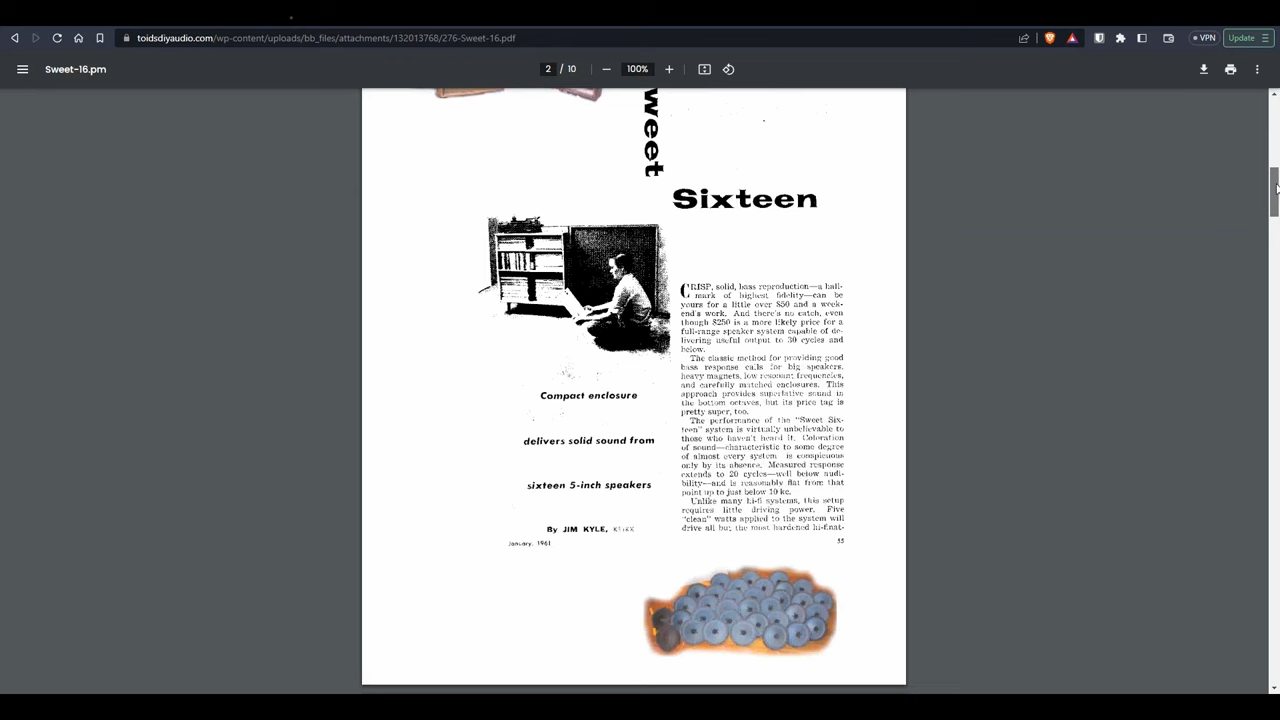 toidsdiyaudio.com/wp-content/uploads/bb_files/attachments/132013768/276-Sweet-16.pdf
VPN
Update
Sweet-16.pm
2 / 10
100%
weet
Sixteen
CRISP, solid, bass reproduction—a hall-
mark of highest fidelity—can be
yours for a little over $50 and a week-
end's work. And there's no catch, even
though $250 is a more likely price for a
full-range speaker system capable of de-
livering useful output to 30 cycles and
below.
The classic method for providing good
bass response calls for big speakers,
heavy magnets, low resonant frequencies,
and carefully matched enclosures. This
approach provides superlative sound in
the bottom octaves, but its price tag is
pretty super, too.
The performance of the "Sweet Six-
teen" system is virtually unbelievable to
those who haven't heard it. Coloration
of sound—characteristic to some degree
of almost every system is conspicuous
only by its absence. Measured response
extends to 20 cycles—well below audi-
bility—and is reasonably flat from that
point up to just below 10 kc.
Unlike many hi-fi systems, this setup
requires little driving power. Five
"clean" watts applied to the system will
drive all but the most hardened hi-finat-
Compact enclosure
delivers solid sound from
sixteen 5-inch speakers
By JIM KYLE,
January, 1961
55